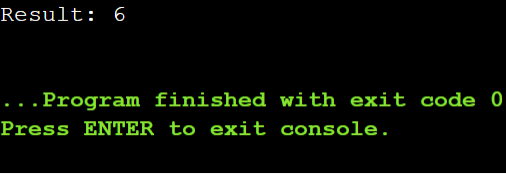 Result: 6
...Program finished with exit code 0
Press ENTER to exit console.